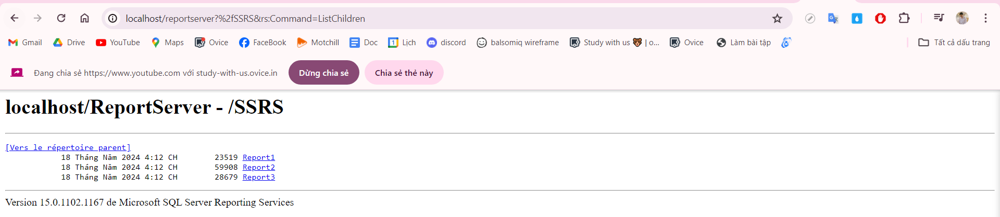 localhost/reportserver?%2fSSRS&rs:Command=ListChildren
Gmail Drive YouTube Maps Ovice FaceBook Motchill Doc Lịch discord balsomiq wireframe Study with us 🐻 | o... Ovice Làm bài tập Tất cả dấu trang
Đang chia sẻ https://www.youtube.com với study-with-us.ovice.in Dừng chia sẻ Chia sẻ thẻ này
localhost/ReportServer - /SSRS
[Vers le répertoire parent]
18 Tháng Năm 2024 4:12 CH 23519 Report1
18 Tháng Năm 2024 4:12 CH 59908 Report2
18 Tháng Năm 2024 4:12 CH 28679 Report3
Version 15.0.1102.1167 de Microsoft SQL Server Reporting Services